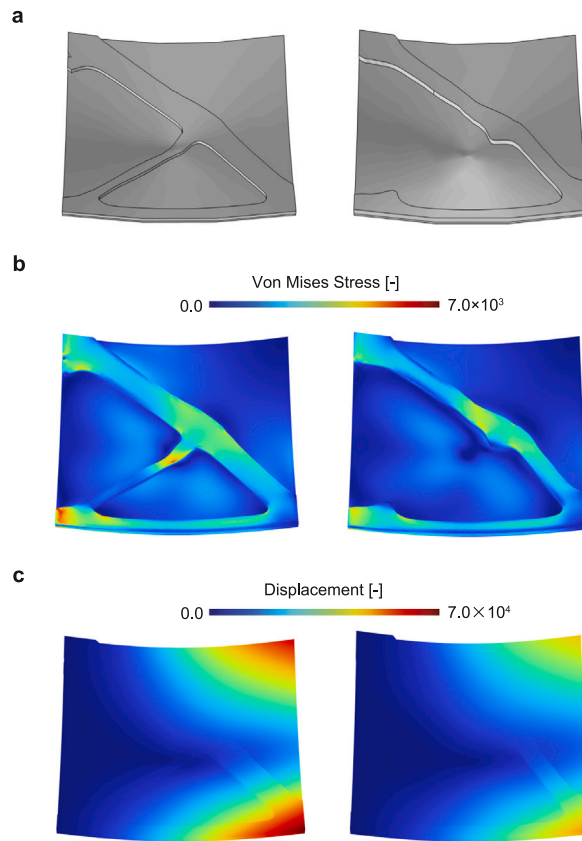 a
b
Von Mises Stress [-]
0.0 7.0×10³
c
Displacement [-]
0.0 7.0×10⁴